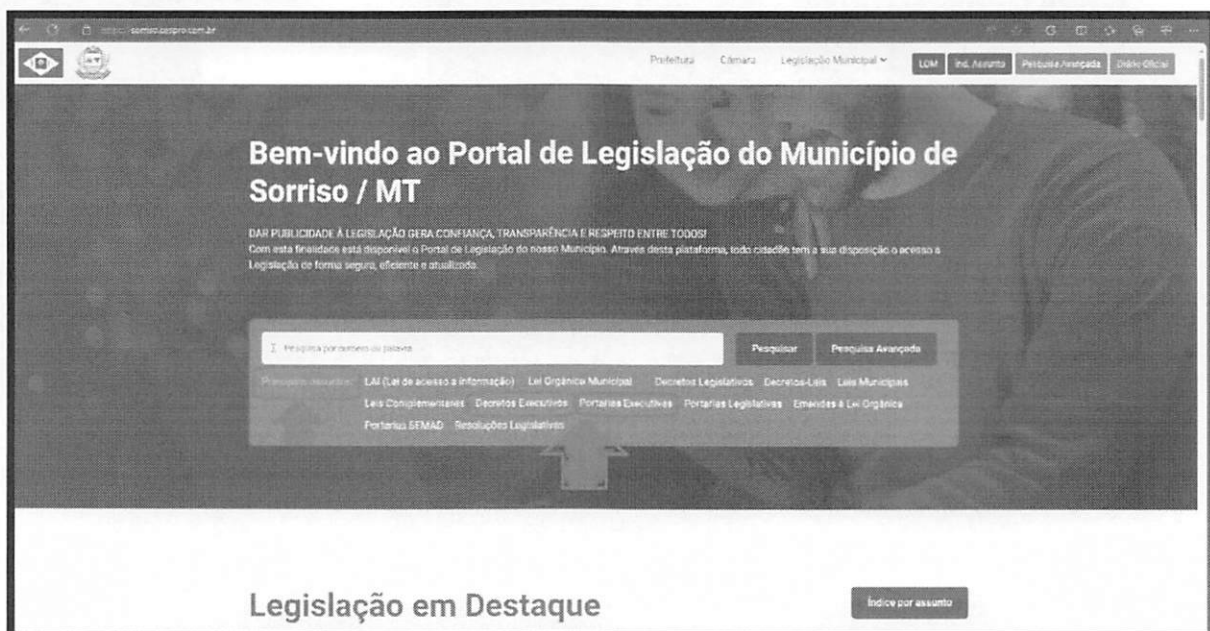 sorriso.cespro.com.br
Prefeitura Câmara Legislação Municipal LOM Índ. Assunto Pesquisa Avançada Diário Oficial
Bem-vindo ao Portal de Legislação do Município de
Sorriso / MT
DAR PUBLICIDADE À LEGISLAÇÃO GERA CONFIANÇA, TRANSPARÊNCIA E RESPEITO ENTRE TODOS!
Com esta finalidade está disponível o Portal de Legislação do nosso Município. Através desta plataforma, todo cidadão tem a sua disposição o acesso a
Legislação de forma segura, eficiente e atualizada.
Pesquisa por número ou palavra Pesquisar Pesquisa Avançada
Principais assuntos: LAI (Lei de acesso a informação) Lei Orgânica Municipal Decretos Legislativos Decretos-Leis Leis Municipais
Leis Complementares Decretos Executivos Portarias Executivas Portarias Legislativas Emendas à Lei Orgânica
Portarias SEMAD Resoluções Legislativas
Legislação em Destaque Índice por assunto